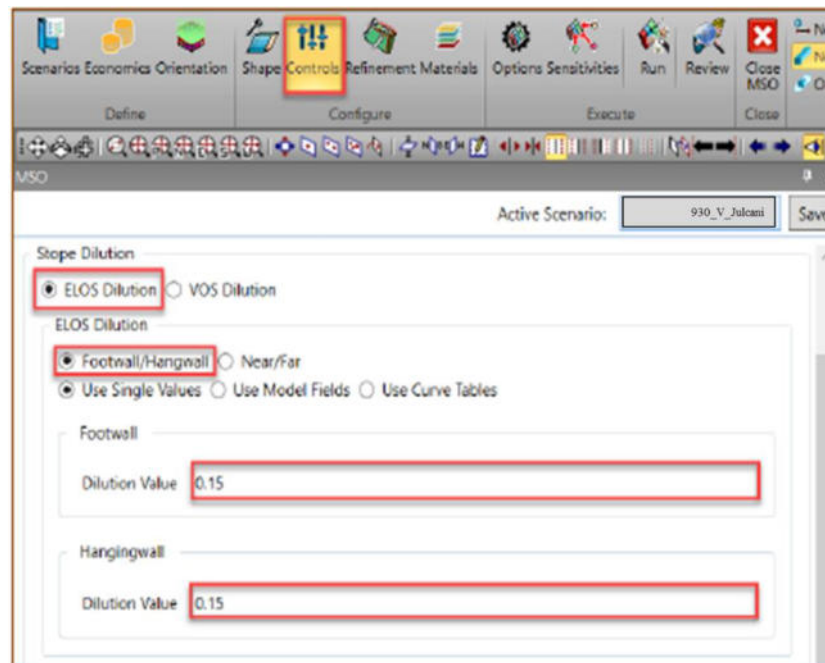 Scenarios Economics Orientation Shape Controls Refinement Materials Options Sensitivities Run Review Close MSO
Define Configure Execute Close
MSO
Active Scenario: 930_V_Julcani Save
Stope Dilution
ELOS Dilution VOS Dilution
ELOS Dilution
Footwall/Hangwall Near/Far
Use Single Values Use Model Fields Use Curve Tables
Footwall
Dilution Value 0.15
Hangingwall
Dilution Value 0.15